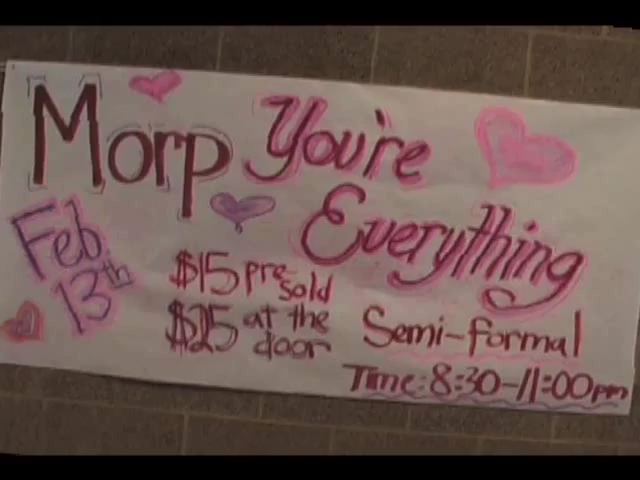 Morp You're
Everything
Feb
13th
$15 pre-sold
$25 at the door
Semi-formal
Time: 8:30-11:00pm